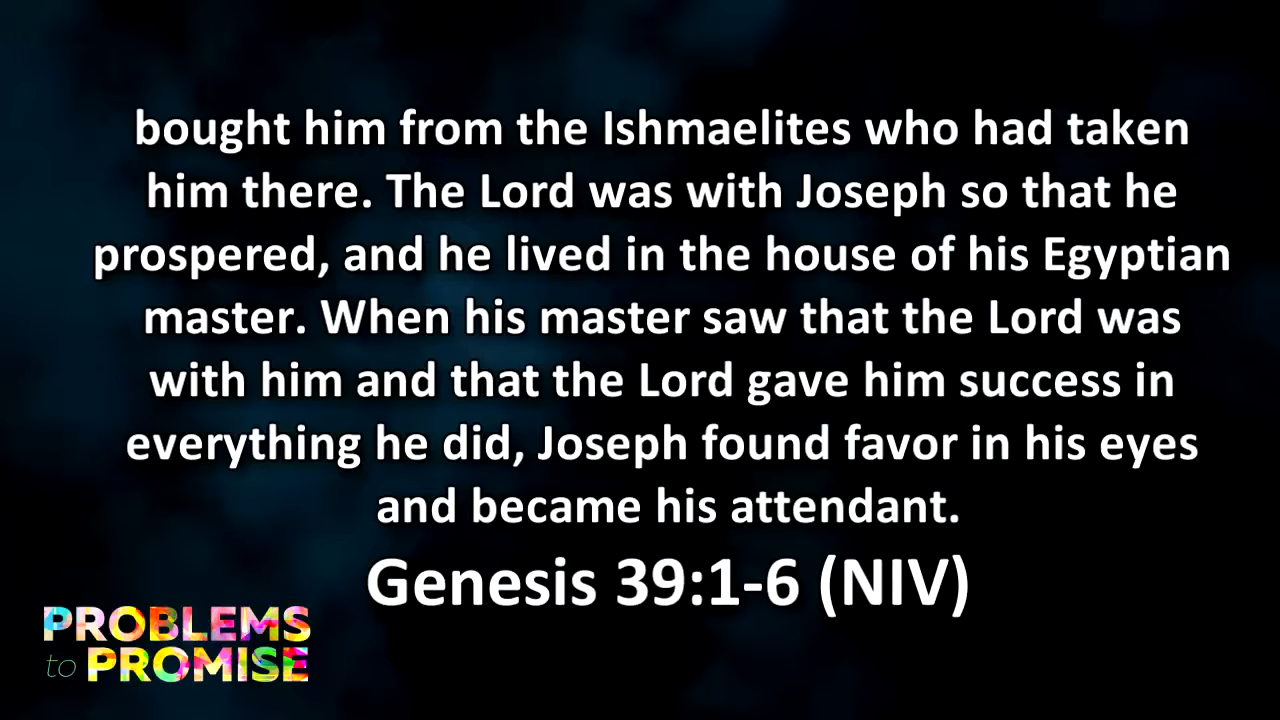 bought him from the Ishmaelites who had taken
him there. The Lord was with Joseph so that he
prospered, and he lived in the house of his Egyptian
master. When his master saw that the Lord was
with him and that the Lord gave him success in
everything he did, Joseph found favor in his eyes
and became his attendant.
Genesis 39:1-6 (NIV)
PROBLEMS
to PROMISE